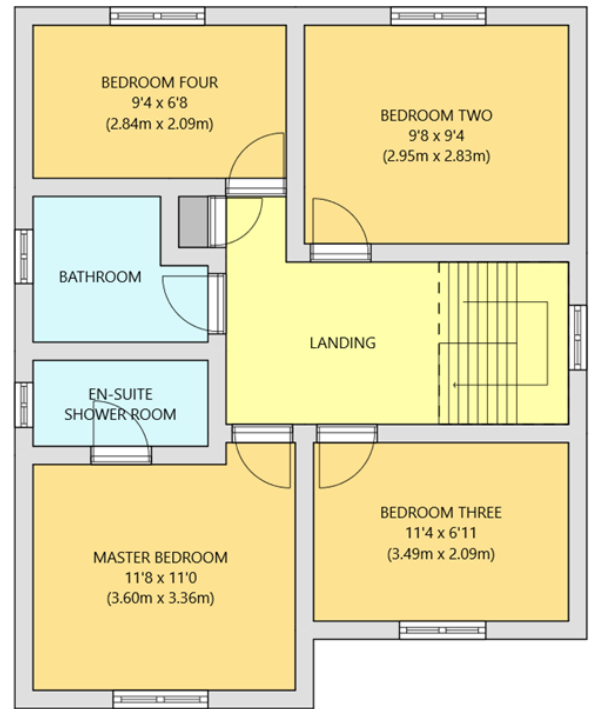 BEDROOM FOUR
9'4 x 6'8
(2.84m x 2.09m)
BEDROOM TWO
9'8 x 9'4
(2.95m x 2.83m)
BATHROOM
LANDING
EN-SUITE
SHOWER ROOM
MASTER BEDROOM
11'8 x 11'0
(3.60m x 3.36m)
BEDROOM THREE
11'4 x 6'11
(3.49m x 2.09m)